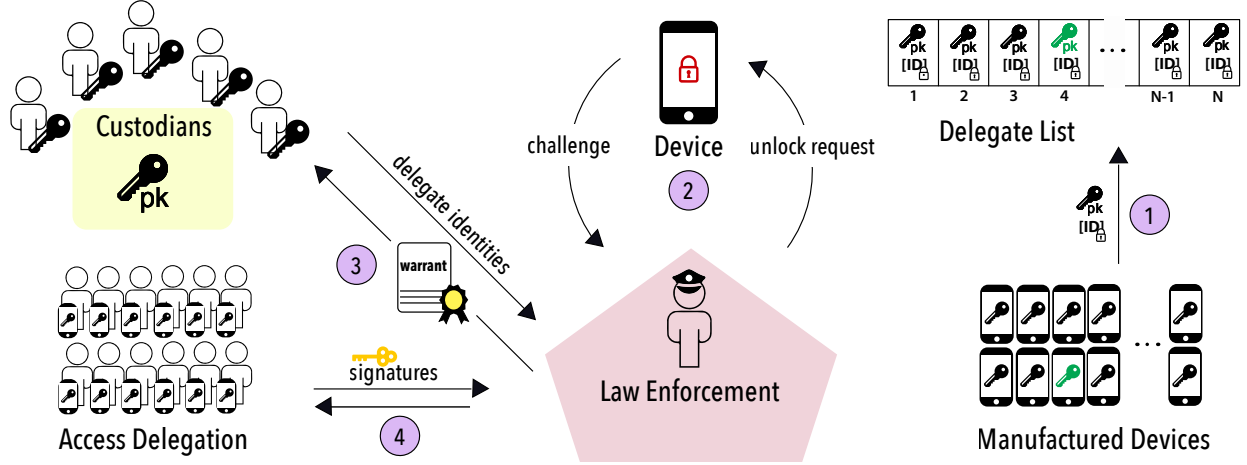 Custodians
pk
delegate identities
3
warrant
signatures
4
Access Delegation
challenge
Device
unlock request
2
Law Enforcement
pk pk pk pk ... pk pk
[ID] [ID] [ID] [ID] [ID] [ID]
1 2 3 4 N-1 N
Delegate List
pk
[ID]
1
...
Manufactured Devices